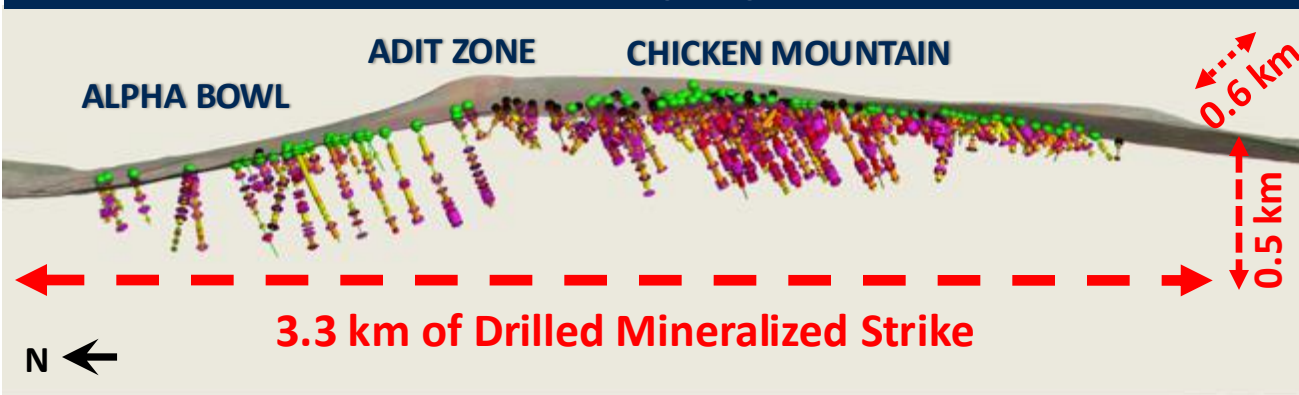 ADIT ZONE
CHICKEN MOUNTAIN
ALPHA BOWL
0.6 km
0.5 km
3.3 km of Drilled Mineralized Strike
N